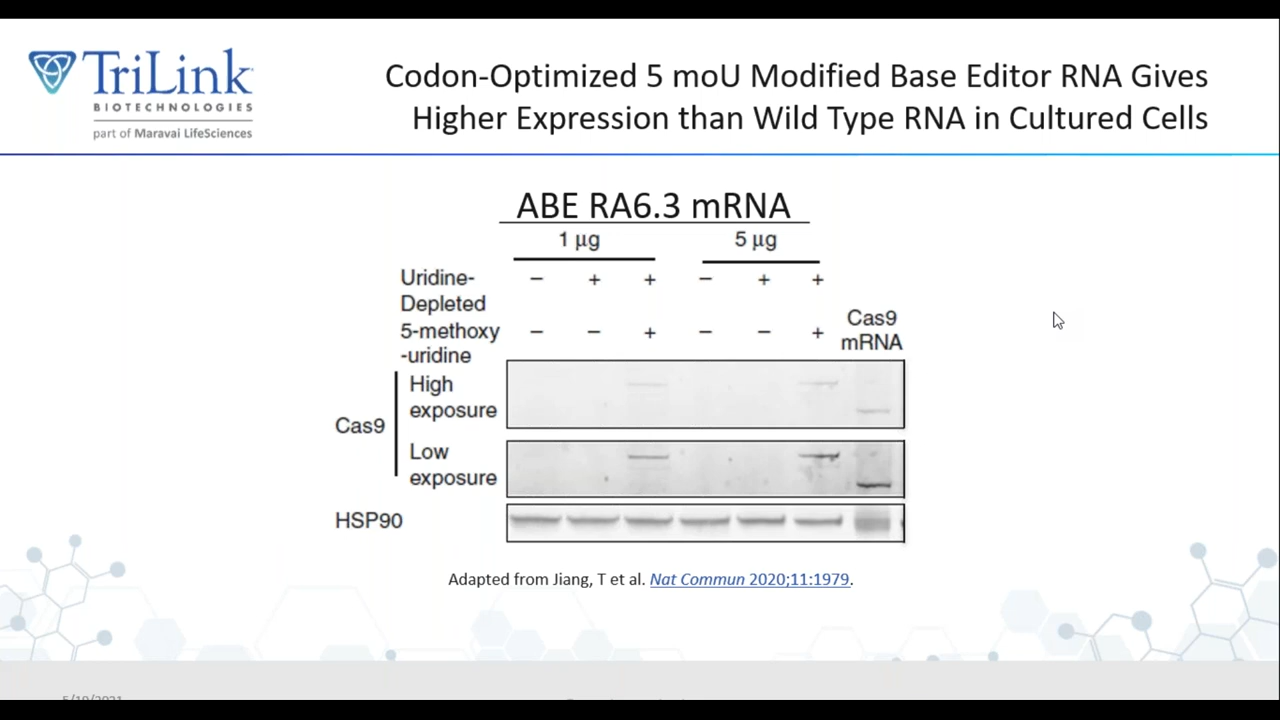 TriLink
BIOTECHNOLOGIES
part of Maravai LifeSciences
Codon-Optimized 5 moU Modified Base Editor RNA Gives
Higher Expression than Wild Type RNA in Cultured Cells
ABE RA6.3 mRNA
1 µg 5 µg
Uridine-
Depleted
− + + − + +
5-methoxy
-uridine
− − + − − +
Cas9
mRNA
Cas9
High
exposure
Low
exposure
HSP90
Adapted from Jiang, T et al. Nat Commun 2020;11:1979.